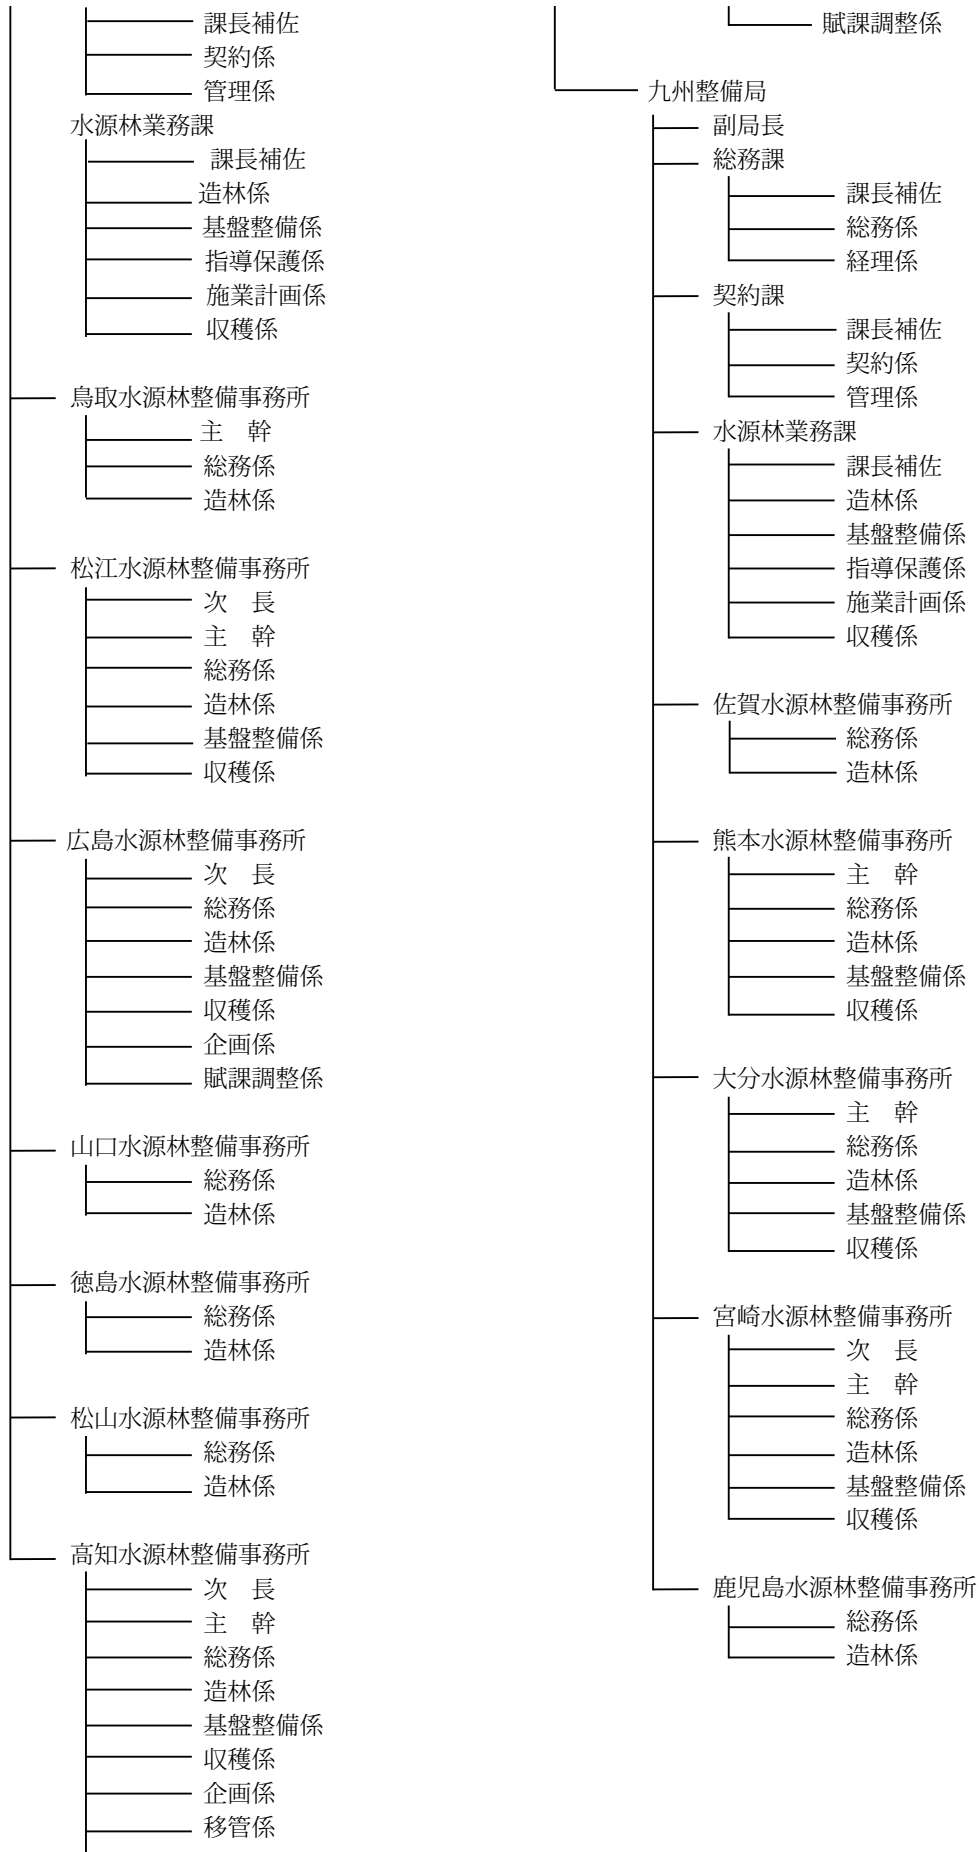 課長補佐
契約係
管理係
水源林業務課
課長補佐
造林係
基盤整備係
指導保護係
施業計画係
収穫係
鳥取水源林整備事務所
主　幹
総務係
造林係
松江水源林整備事務所
次　長
主　幹
総務係
造林係
基盤整備係
収穫係
広島水源林整備事務所
次　長
総務係
造林係
基盤整備係
収穫係
企画係
賦課調整係
山口水源林整備事務所
総務係
造林係
徳島水源林整備事務所
総務係
造林係
松山水源林整備事務所
総務係
造林係
高知水源林整備事務所
次　長
主　幹
総務係
造林係
基盤整備係
収穫係
企画係
移管係
賦課調整係
九州整備局
副局長
総務課
課長補佐
総務係
経理係
契約課
課長補佐
契約係
管理係
水源林業務課
課長補佐
造林係
基盤整備係
指導保護係
施業計画係
収穫係
佐賀水源林整備事務所
総務係
造林係
熊本水源林整備事務所
主　幹
総務係
造林係
基盤整備係
収穫係
大分水源林整備事務所
主　幹
総務係
造林係
基盤整備係
収穫係
宮崎水源林整備事務所
次　長
主　幹
総務係
造林係
基盤整備係
収穫係
鹿児島水源林整備事務所
総務係
造林係